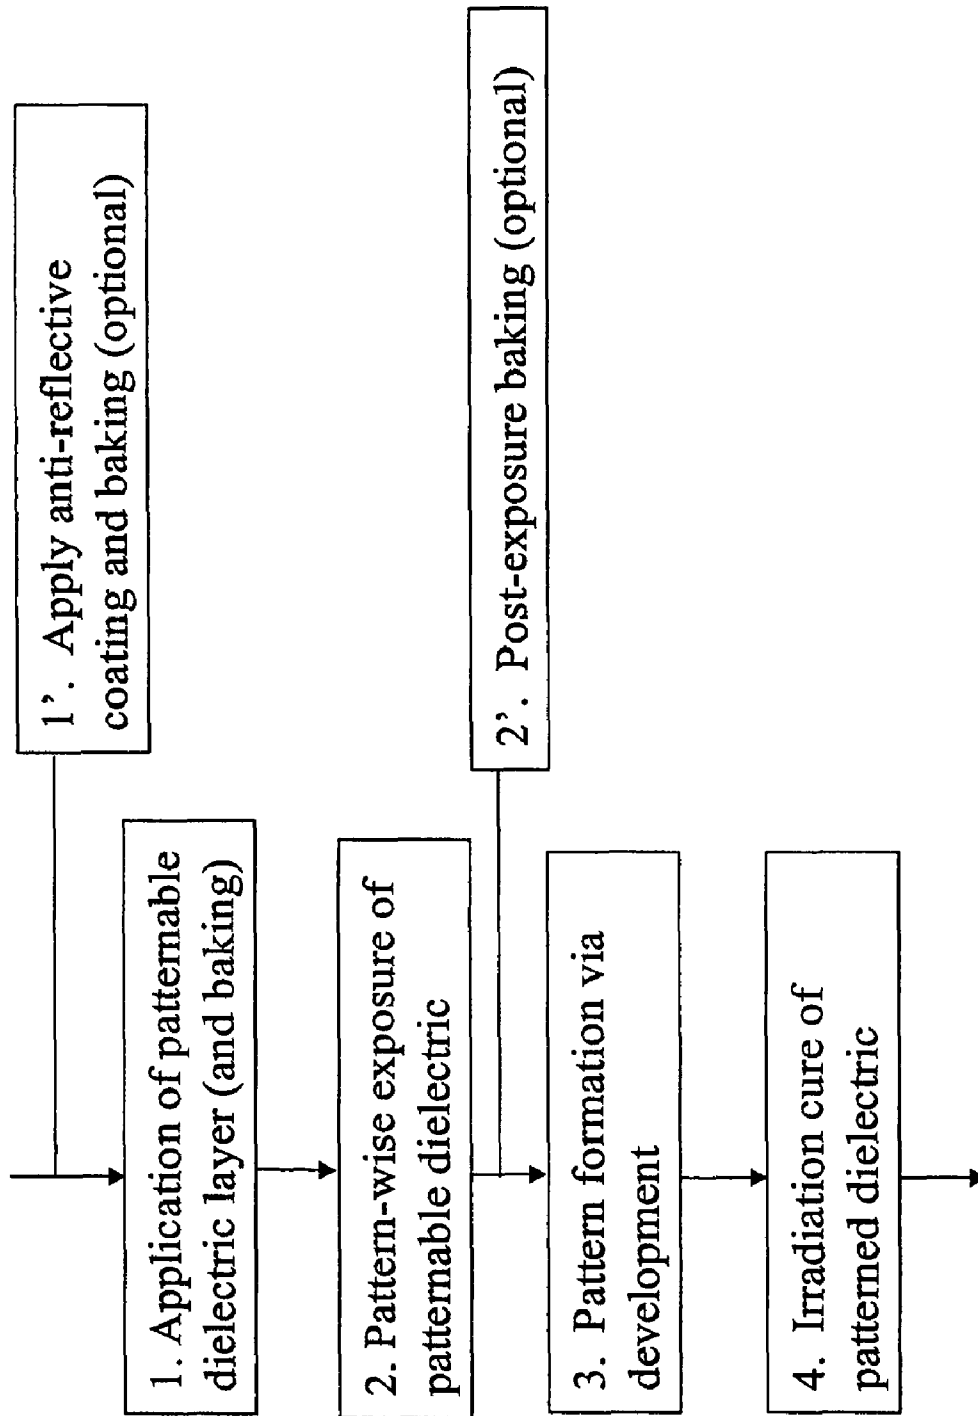 1’. Apply anti-reflective
coating and baking (optional)
1. Application of patternable
dielectric layer (and baking)
2. Pattern-wise exposure of
patternable dielectric
2’. Post-exposure baking (optional)
3. Pattern formation via
development
4. Irradiation cure of
patterned dielectric